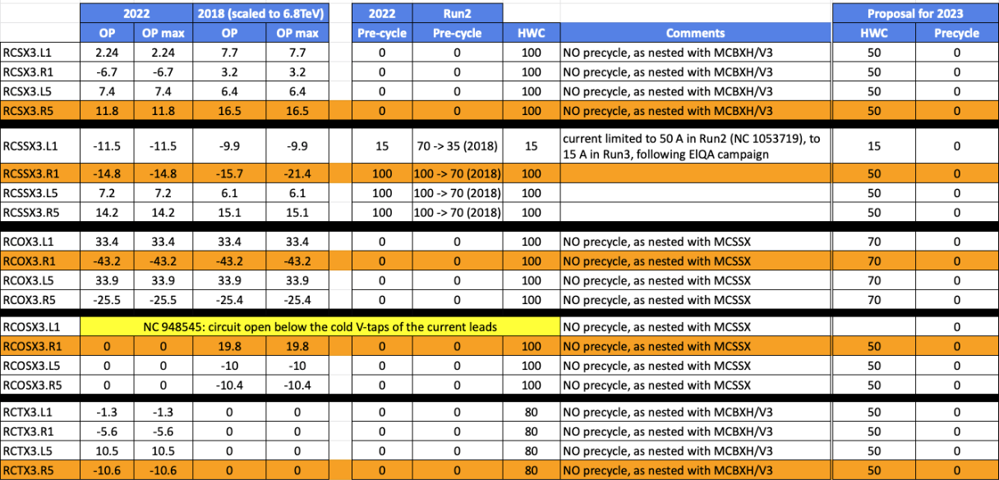 2022 2018 (scaled to 6.8TeV) 2022 Run2 Proposal for 2023
OP OP max OP OP max Pre-cycle Pre-cycle HWC Comments HWC Precycle
RCSX3.L1 2.24 2.24 7.7 7.7 0 0 100 NO precycle, as nested with MCBXH/V3 50 0
RCSX3.R1 -6.7 -6.7 3.2 3.2 0 0 100 NO precycle, as nested with MCBXH/V3 50 0
RCSX3.L5 7.4 7.4 6.4 6.4 0 0 100 NO precycle, as nested with MCBXH/V3 50 0
RCSX3.R5 11.8 11.8 16.5 16.5 0 0 100 NO precycle, as nested with MCBXH/V3 50 0
RCSSX3.L1 -11.5 -11.5 -9.9 -9.9 15 70 -> 35 (2018) 15 current limited to 50 A in Run2 (NC 1053719), to
15 A in Run3, following ElQA campaign 15 0
RCSSX3.R1 -14.8 -14.8 -15.7 -21.4 100 100 -> 70 (2018) 100 50 0
RCSSX3.L5 7.2 7.2 6.1 6.1 100 100 -> 70 (2018) 100 50 0
RCSSX3.R5 14.2 14.2 15.1 15.1 100 100 -> 70 (2018) 100 50 0
RCOX3.L1 33.4 33.4 33.4 33.4 0 0 100 NO precycle, as nested with MCSSX 70 0
RCOX3.R1 -43.2 -43.2 -43.2 -43.2 0 0 100 NO precycle, as nested with MCSSX 70 0
RCOX3.L5 33.9 33.9 33.9 33.9 0 0 100 NO precycle, as nested with MCSSX 70 0
RCOX3.R5 -25.5 -25.5 -25.4 -25.4 0 0 100 NO precycle, as nested with MCSSX 70 0
RCOSX3.L1 NC 948545: circuit open below the cold V-taps of the current leads NO precycle, as nested with MCSSX 0
RCOSX3.R1 0 0 19.8 19.8 0 0 100 NO precycle, as nested with MCSSX 50 0
RCOSX3.L5 0 0 -10 -10 0 0 100 NO precycle, as nested with MCSSX 50 0
RCOSX3.R5 0 0 -10.4 -10.4 0 0 100 NO precycle, as nested with MCSSX 50 0
RCTX3.L1 -1.3 -1.3 0 0 0 0 80 NO precycle, as nested with MCBXH/V3 50 0
RCTX3.R1 -5.6 -5.6 0 0 0 0 80 NO precycle, as nested with MCBXH/V3 50 0
RCTX3.L5 10.5 10.5 0 0 0 0 80 NO precycle, as nested with MCBXH/V3 50 0
RCTX3.R5 -10.6 -10.6 0 0 0 0 80 NO precycle, as nested with MCBXH/V3 50 0